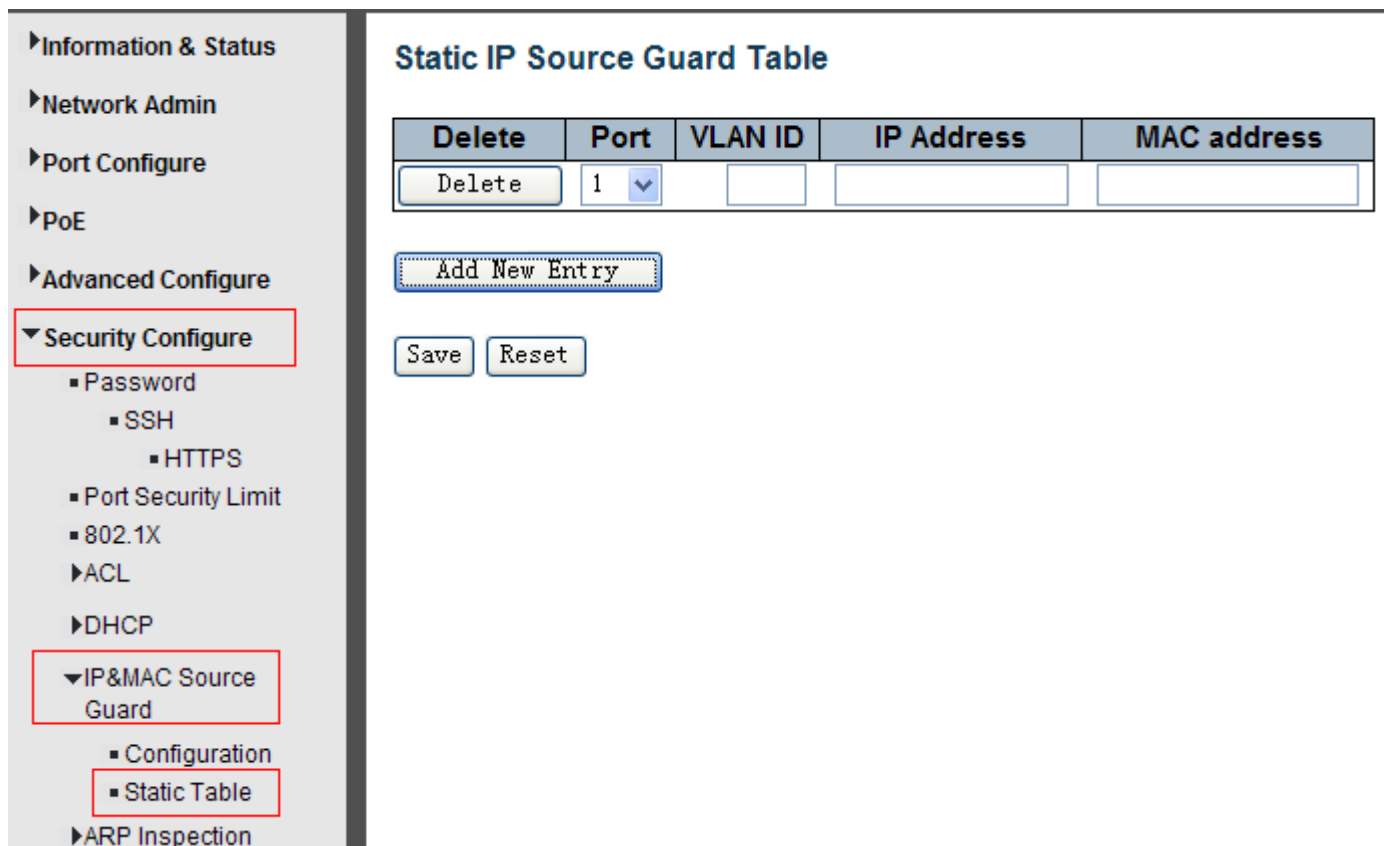 Information & Status
Network Admin
Port Configure
PoE
Advanced Configure
Security Configure
Password
SSH
HTTPS
Port Security Limit
802.1X
ACL
DHCP
IP&MAC Source
Guard
Configuration
Static Table
ARP Inspection
Static IP Source Guard Table
Delete Port VLAN ID IP Address MAC address
Delete 1
Add New Entry
Save Reset